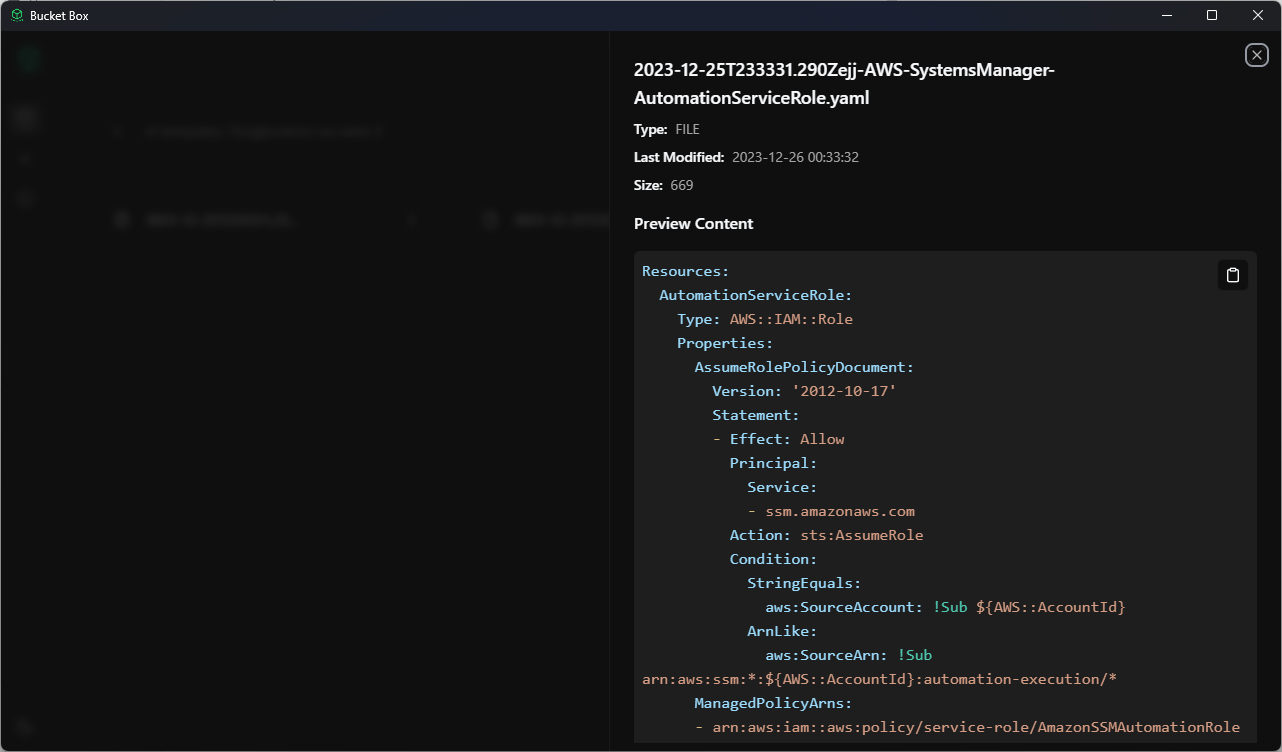 Bucket Box
2023-12-25T233331.290Zejj-AWS-SystemsManager-
AutomationServiceRole.yaml
Type: FILE
Last Modified: 2023-12-26 00:33:32
Size: 669
Preview Content
Resources:
AutomationServiceRole:
Type: AWS::IAM::Role
Properties:
AssumeRolePolicyDocument:
Version: '2012-10-17'
Statement:
- Effect: Allow
Principal:
Service:
- ssm.amazonaws.com
Action: sts:AssumeRole
Condition:
StringEquals:
aws:SourceAccount: !Sub ${AWS::AccountId}
ArnLike:
aws:SourceArn: !Sub
arn:aws:ssm:*:${AWS::AccountId}:automation-execution/*
ManagedPolicyArns:
- arn:aws:iam::aws:policy/service-role/AmazonSSMAutomationRole